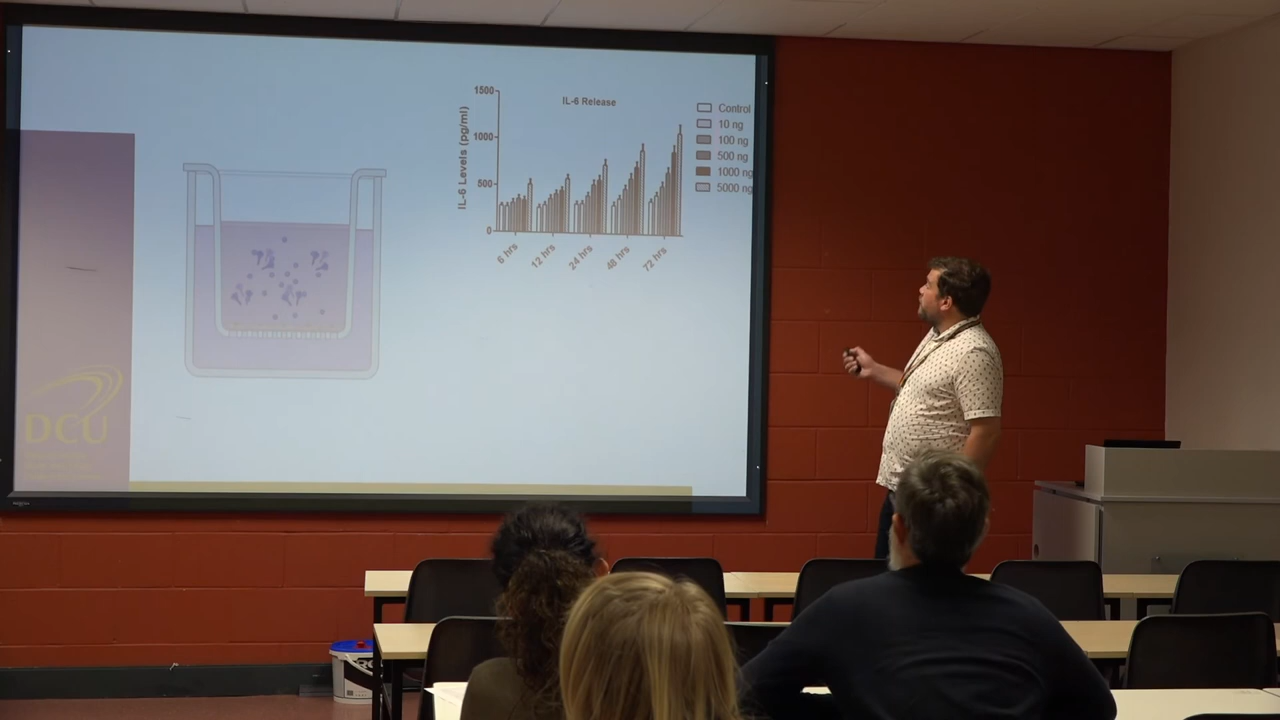 IL-6 Release
IL-6 Levels (pg/ml)
1500
1000
500
0
6 hrs
12 hrs
24 hrs
48 hrs
72 hrs
Control
10 ng
100 ng
500 ng
1000 ng
5000 ng
DCU